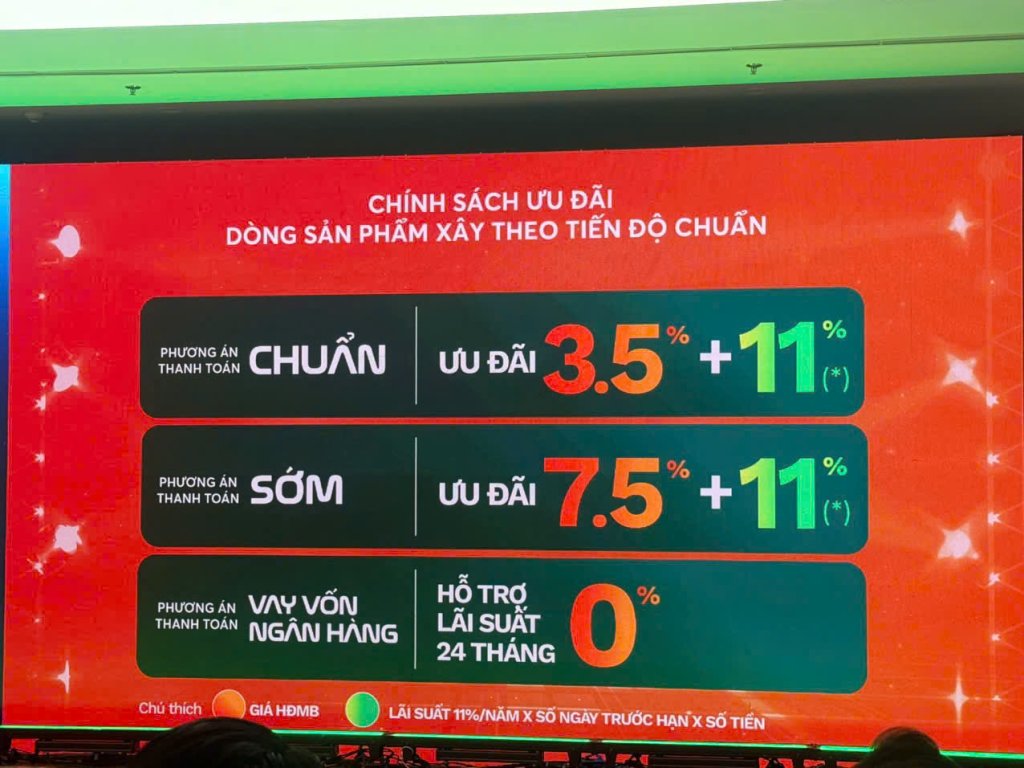 CHÍNH SÁCH ƯU ĐÃI
DÒNG SẢN PHẨM XÂY THEO TIẾN ĐỘ CHUẨN
PHƯƠNG ÁN
THANH TOÁN CHUẨN
ƯU ĐÃI 3.5% + 11% (*)
PHƯƠNG ÁN
THANH TOÁN SỚM
ƯU ĐÃI 7.5% + 11% (*)
PHƯƠNG ÁN
THANH TOÁN
VAY VỐN
NGÂN HÀNG
HỖ TRỢ
LÃI SUẤT
24 THÁNG
0%
Chú thích GIÁ HĐMB LÃI SUẤT 11%/NĂM X SỐ NGÀY TRƯỚC HẠN X SỐ TIỀN